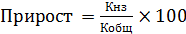 Прирост = Кнз/Кобщ × 100